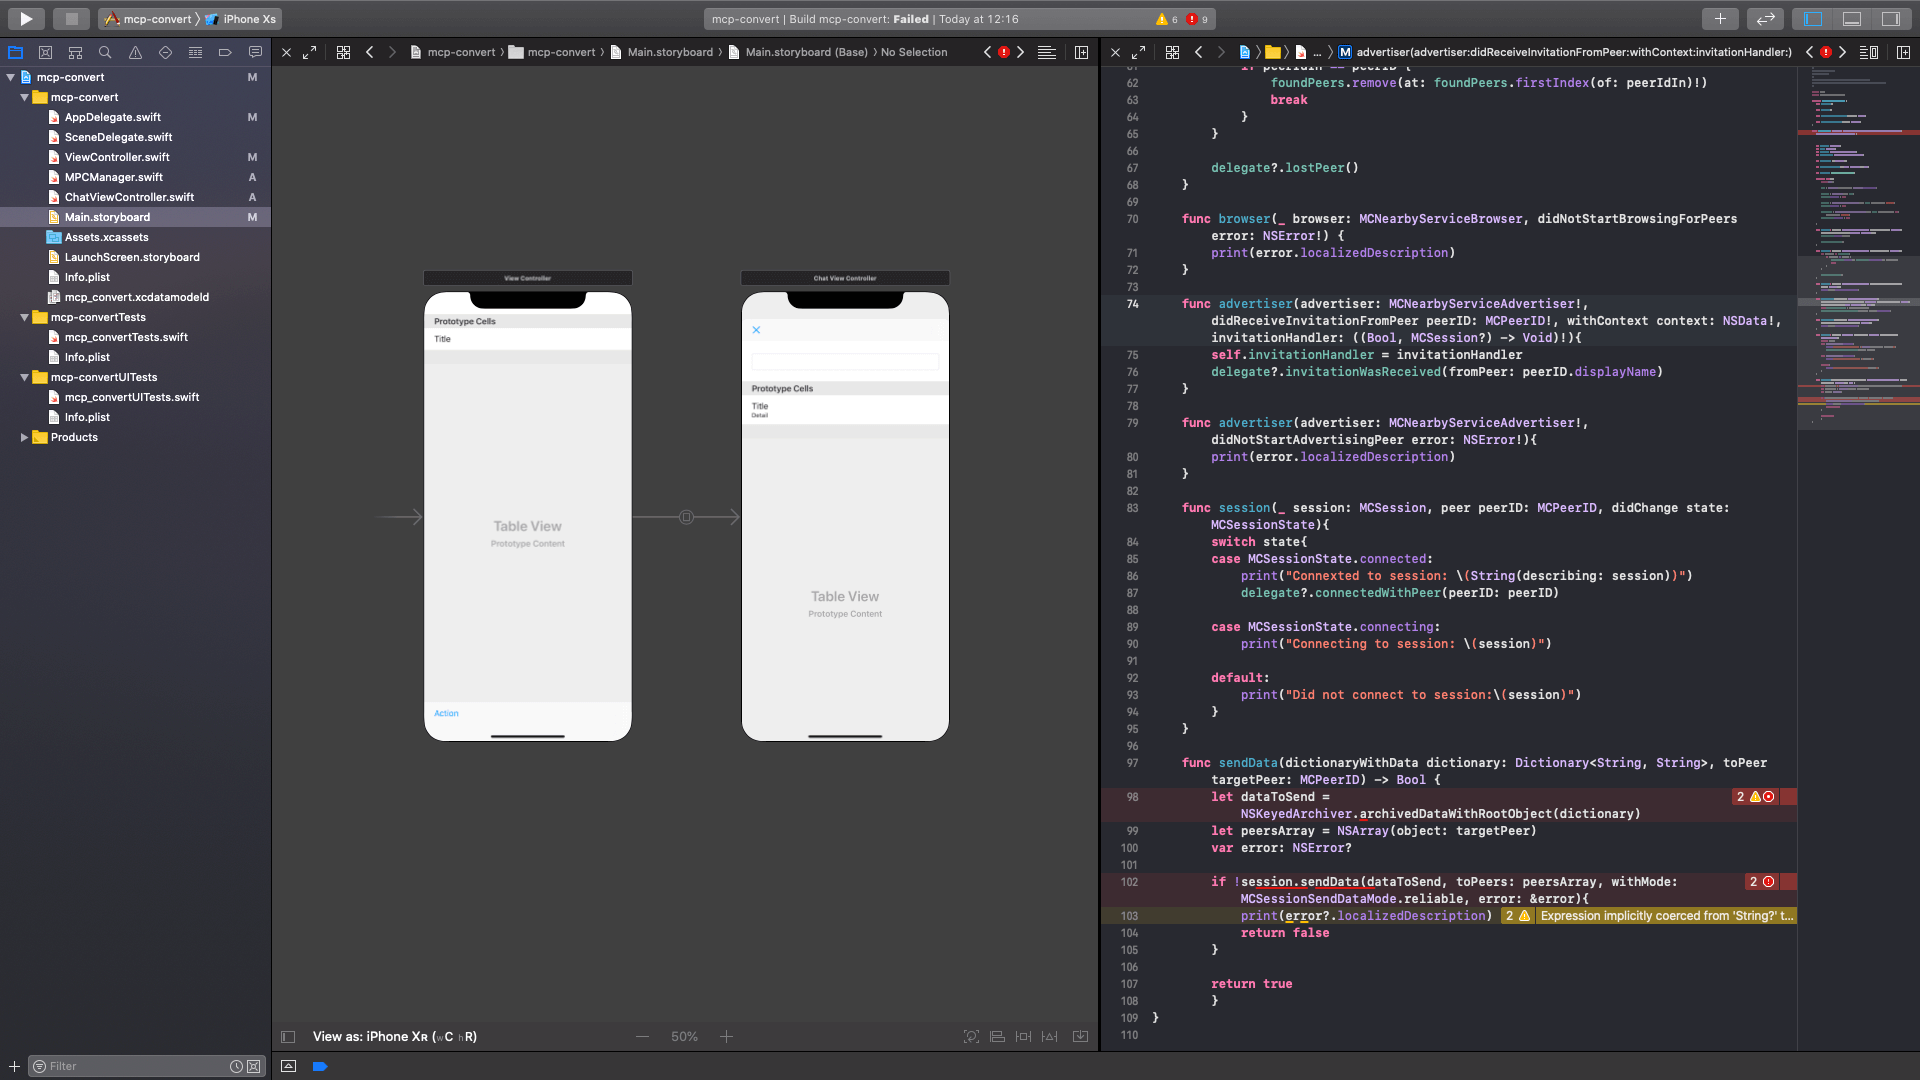 mcp-convert
iPhone Xs
mcp-convert | Build mcp-convert: Failed | Today at 12:16
6
9
mcp-convert
mcp-convert
Main.storyboard
Main.storyboard (Base)
No Selection
...
M
advertiser(advertiser:didReceiveInvitationFromPeer:withContext:invitationHandler:)
mcp-convert M
mcp-convert
AppDelegate.swift M
SceneDelegate.swift
ViewController.swift M
MPCManager.swift A
ChatViewController.swift A
Main.storyboard M
Assets.xcassets
LaunchScreen.storyboard
Info.plist
mcp_convert.xcdatamodeld
mcp-convertTests
mcp_convertTests.swift
Info.plist
mcp-convertUITests
mcp_convertUITests.swift
Info.plist
Products
Filter
View Controller
Prototype Cells
Title
Table View
Prototype Content
Action
Chat View Controller
Prototype Cells
Title
Detail
Table View
Prototype Content
View as: iPhone XR (wC hR)
50%
62 foundPeers.remove(at: foundPeers.firstIndex(of: peerIdIn)!)
63 break
64 }
65 }
66
67 delegate?.lostPeer()
68 }
69
70 func browser(_ browser: MCNearbyServiceBrowser, didNotStartBrowsingForPeers
error: NSError!) {
71 print(error.localizedDescription)
72 }
73
74 func advertiser(advertiser: MCNearbyServiceAdvertiser!,
didReceiveInvitationFromPeer peerID: MCPeerID!, withContext context: NSData!,
invitationHandler: ((Bool, MCSession?) -> Void)!){
75 self.invitationHandler = invitationHandler
76 delegate?.invitationWasReceived(fromPeer: peerID.displayName)
77 }
78
79 func advertiser(advertiser: MCNearbyServiceAdvertiser!,
didNotStartAdvertisingPeer error: NSError!){
80 print(error.localizedDescription)
81 }
82
83 func session(_ session: MCSession, peer peerID: MCPeerID, didChange state:
MCSessionState){
84 switch state{
85 case MCSessionState.connected:
86 print("Connexted to session: \(String(describing: session))")
87 delegate?.connectedWithPeer(peerID: peerID)
88
89 case MCSessionState.connecting:
90 print("Connecting to session: \(session)")
91
92 default:
93 print("Did not connect to session:\(session)")
94 }
95 }
96
97 func sendData(dictionaryWithData dictionary: Dictionary<String, String>, toPeer
targetPeer: MCPeerID) -> Bool {
98 let dataToSend = 2
NSKeyedArchiver.archivedDataWithRootObject(dictionary)
99 let peersArray = NSArray(object: targetPeer)
100 var error: NSError?
101
102 if !session.sendData(dataToSend, toPeers: peersArray, withMode: 2
MCSessionSendDataMode.reliable, error: &error){
103 print(error?.localizedDescription) 2 Expression implicitly coerced from 'String?' t...
104 return false
105 }
106
107 return true
108 }
109 }
110